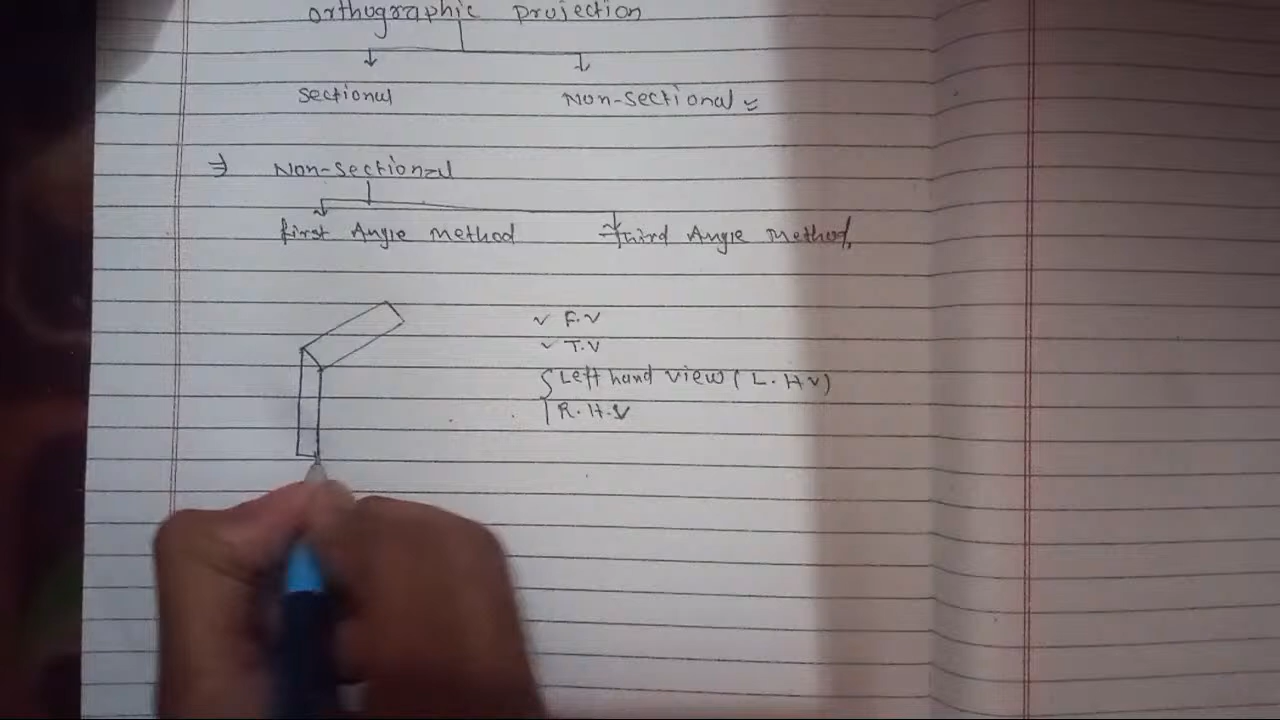 orthographic projection
Sectional Non-Sectional
⇒ Non-Sectional
first Angle Method Third Angle Method,
✓ F.V
✓ T.V
Left hand view ( L.H.V)
R.H.V